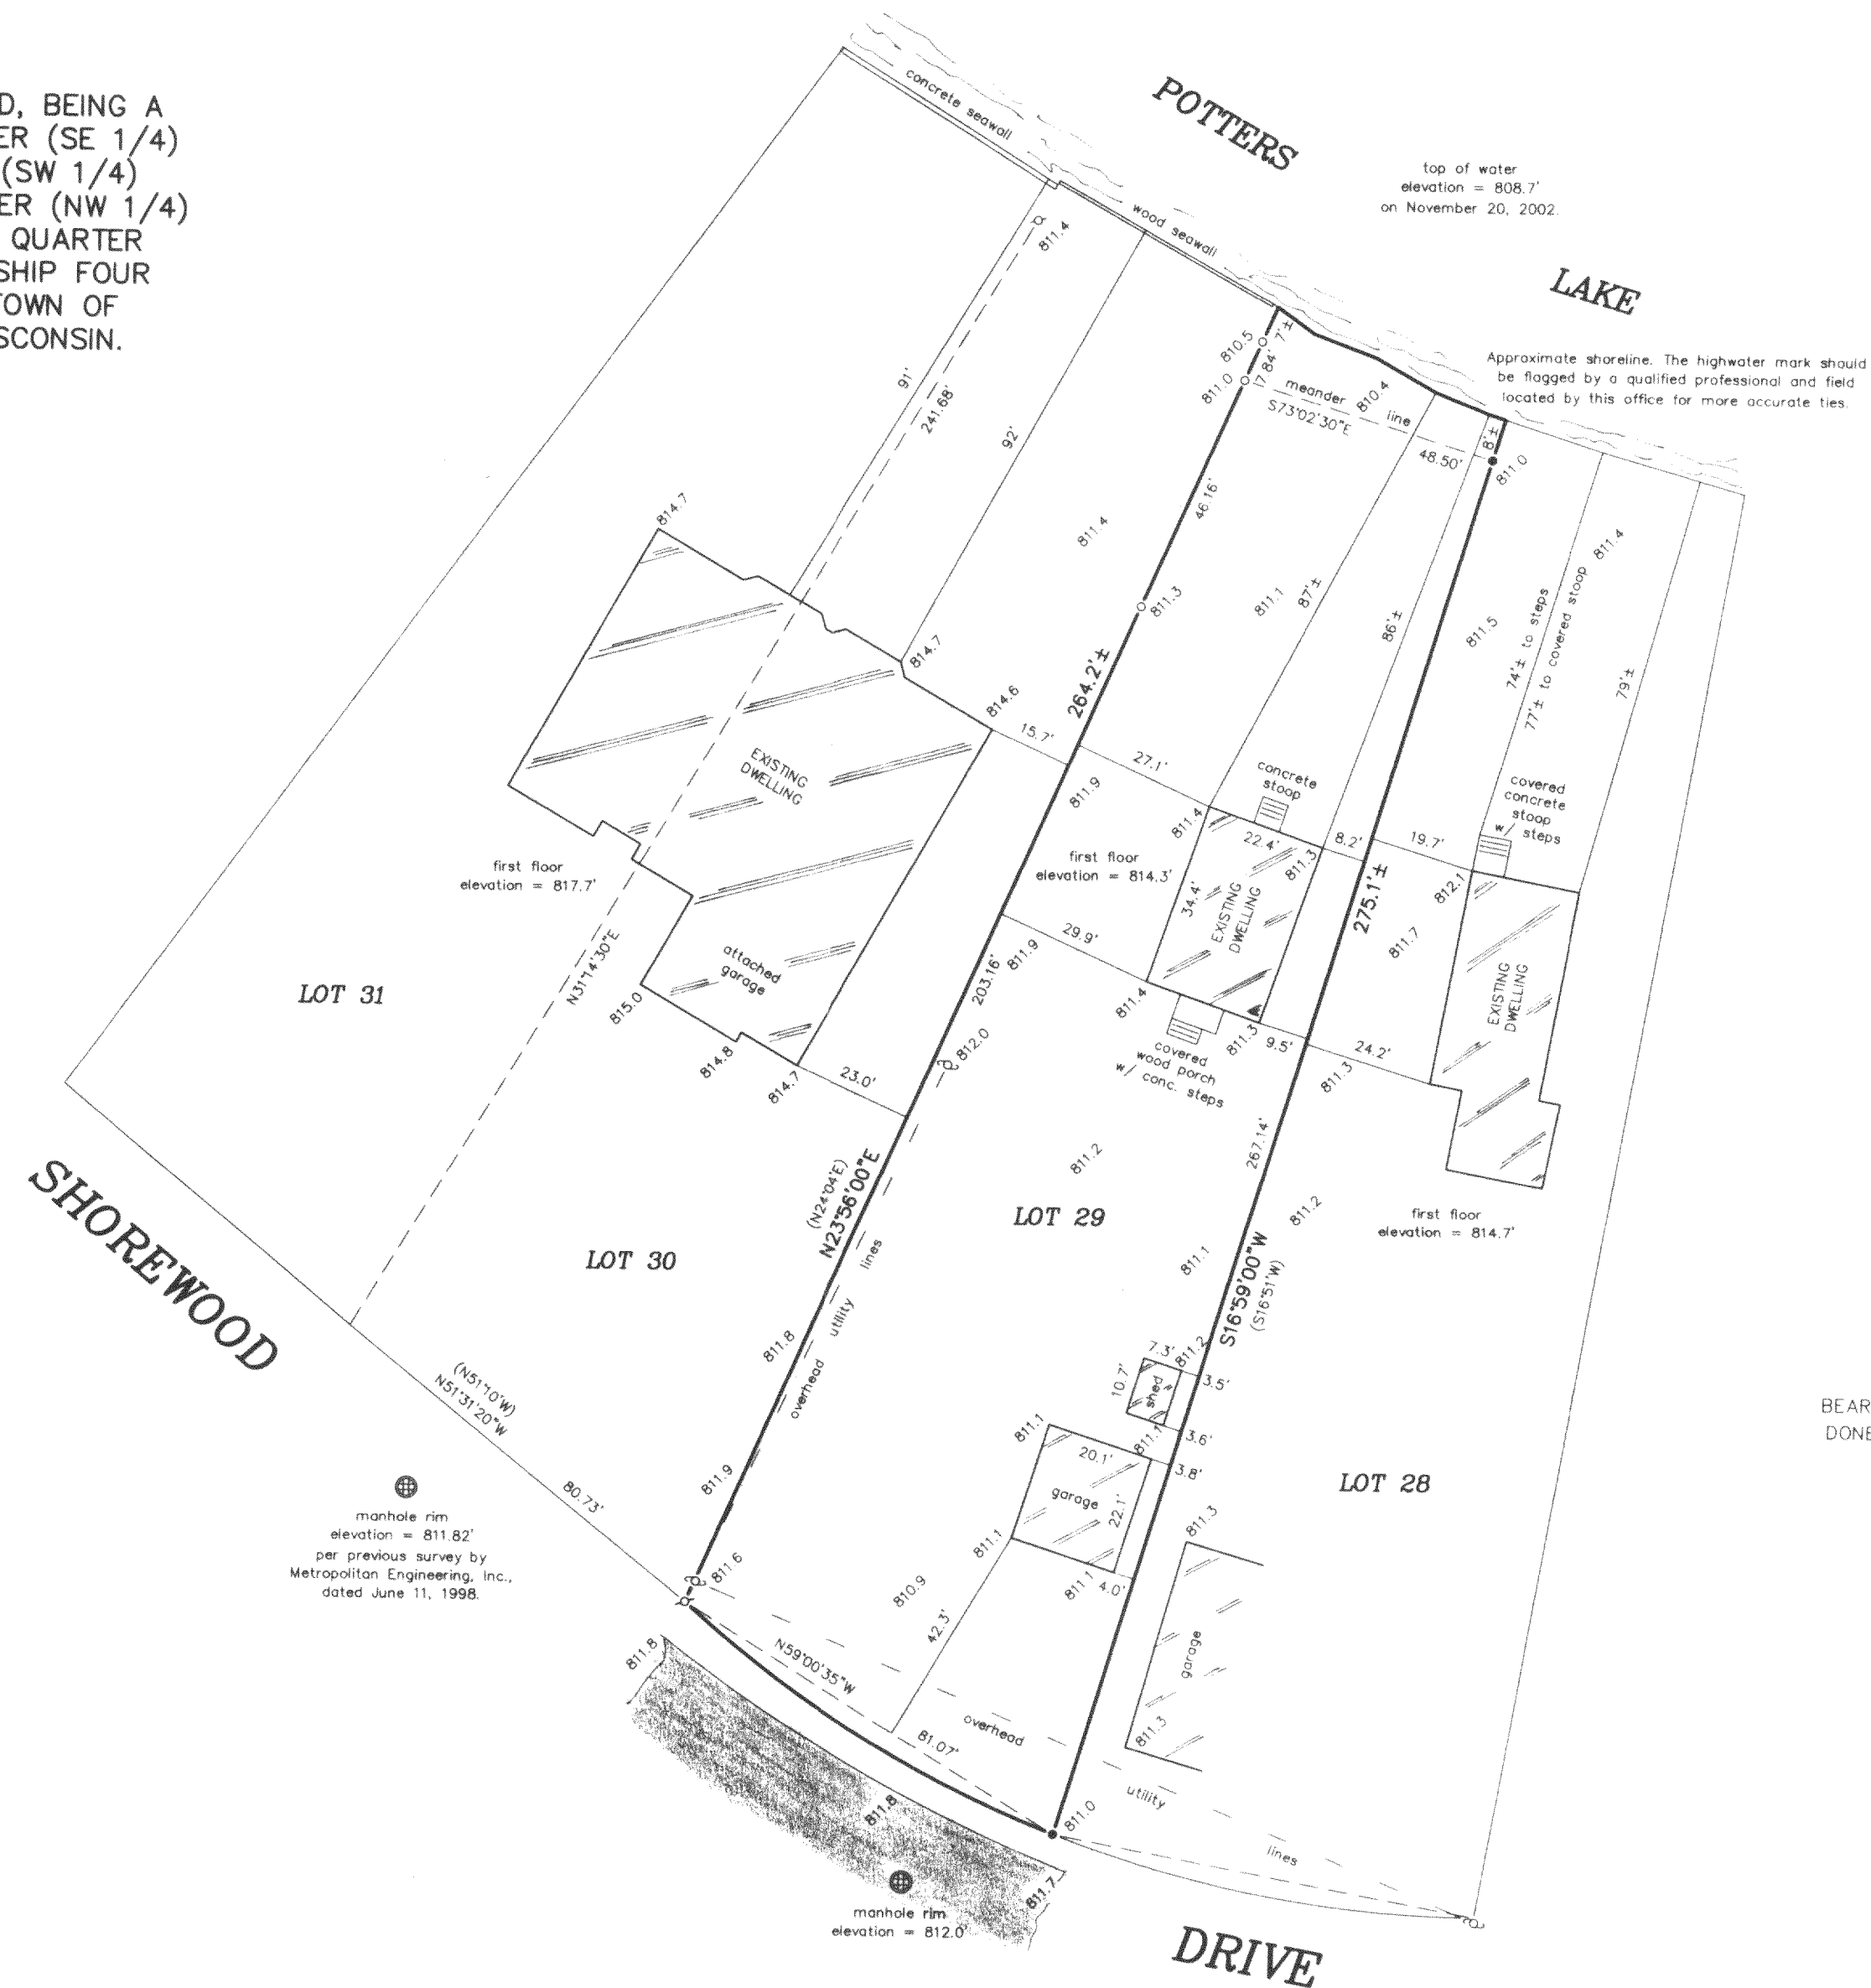 D, BEING A
ER (SE 1/4)
(SW 1/4)
ER (NW 1/4)
QUARTER
SHIP FOUR
TOWN OF
SCONSIN.
POTTERS
LAKE
top of water
elevation = 808.7'
on November 20, 2002.
Approximate shoreline. The highwater mark should
be flagged by a qualified professional and field
located by this office for more accurate ties.
concrete seawall
wood seawall
811.4
91'
241.68'
92'
810.5
7'±
811.0
7.84'
meander line
S73°02'30"E
810.4
48.50'
8'±
811.0
46.16'
811.4
811.3
811.1
87'±
86'±
811.5
74'± to steps
77'± to covered stoop
811.4
79'±
814.7
814.7
814.6
15.7'
264.2'±
27.1'
EXISTING
DWELLING
first floor
elevation = 817.7'
attached
garage
N31°14'30"E
815.0
814.8
814.7
23.0'
811.9
811.4
concrete
stoop
22.4'
811.3
8.2'
19.7'
covered
concrete
stoop
w/ steps
first floor
elevation = 814.3'
34.4'
EXISTING
DWELLING
275.1'±
812.1
811.7
EXISTING
DWELLING
29.9'
811.9
203.16'
811.4
811.3
9.5'
24.2'
811.3
812.0
covered
wood porch
w/ conc. steps
267.14'
811.2
LOT 31
LOT 30
LOT 29
LOT 28
(N24°04'E)
N23°56'00"E
overhead utility lines
811.8
811.9
811.6
811.1
811.2
S16°59'00"W
(S16°51'W)
first floor
elevation = 814.7'
7.3'
811.2
10.7'
shed
3.5'
811.1
3.6'
811.1
20.1'
3.8'
garage
22.1'
811.1
811.1
4.0'
810.9
42.3'
811.3
garage
811.3
SHOREWOOD
(N51°10'W)
N51°31'20"W
80.73'
manhole rim
elevation = 811.82'
per previous survey by
Metropolitan Engineering, Inc.,
dated June 11, 1998.
811.8
N59°00'35"W
81.07'
overhead
utility
lines
811.8
811.0
811.7
manhole rim
elevation = 812.0'
DRIVE
BEAR
DONE